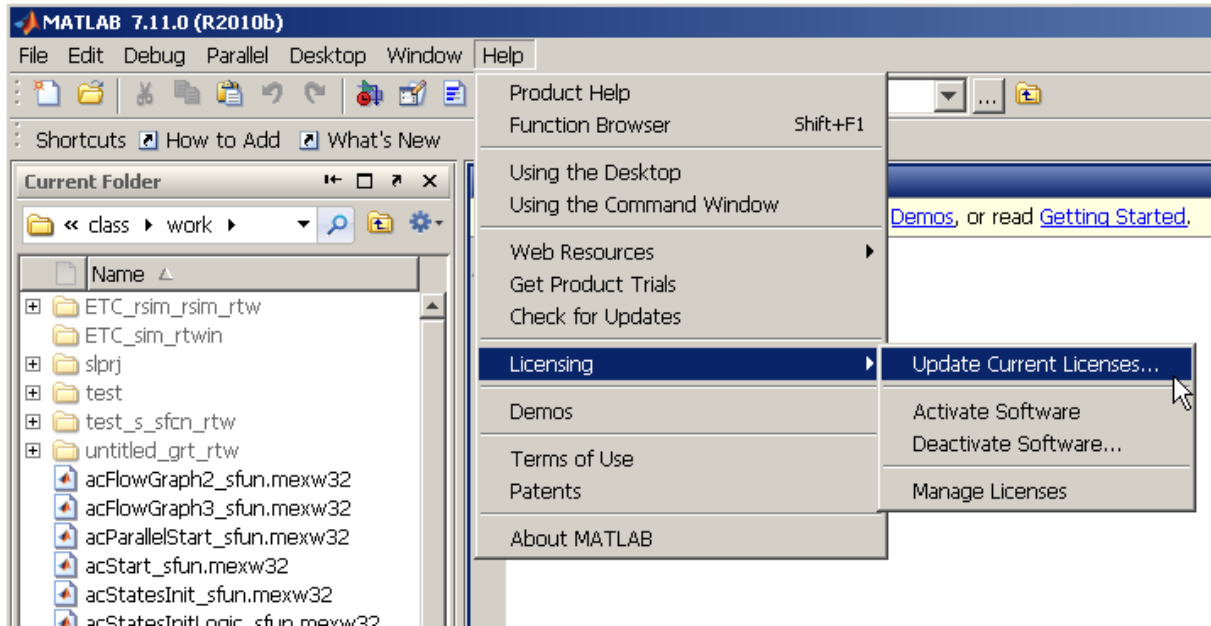 MATLAB 7.11.0 (R2010b)
File Edit Debug Parallel Desktop Window Help
...
Shortcuts How to Add What's New
Current Folder
« class work
Name
ETC_rsim_rsim_rtw
ETC_sim_rtwin
slprj
test
test_s_sfcn_rtw
untitled_grt_rtw
acFlowGraph2_sfun.mexw32
acFlowGraph3_sfun.mexw32
acParallelStart_sfun.mexw32
acStart_sfun.mexw32
acStatesInit_sfun.mexw32
acStatesInitLogic_sfun.mexw32
Product Help
Function Browser Shift+F1
Using the Desktop
Using the Command Window
Web Resources
Get Product Trials
Check for Updates
Licensing
Demos
Terms of Use
Patents
About MATLAB
Update Current Licenses...
Activate Software
Deactivate Software...
Manage Licenses
Demos, or read Getting Started.